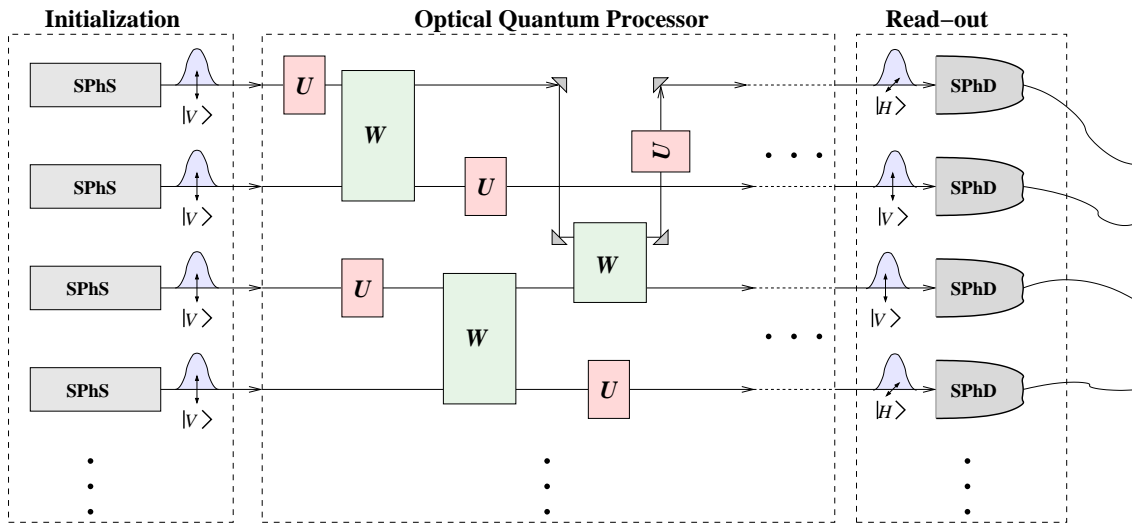 Initialization
Optical Quantum Processor
Read−out
SPhS
|V⟩
U
W
|H⟩
SPhD
SPhS
|V⟩
U
U
|V⟩
SPhD
SPhS
|V⟩
U
W
|V⟩
SPhD
SPhS
|V⟩
W
U
|H⟩
SPhD